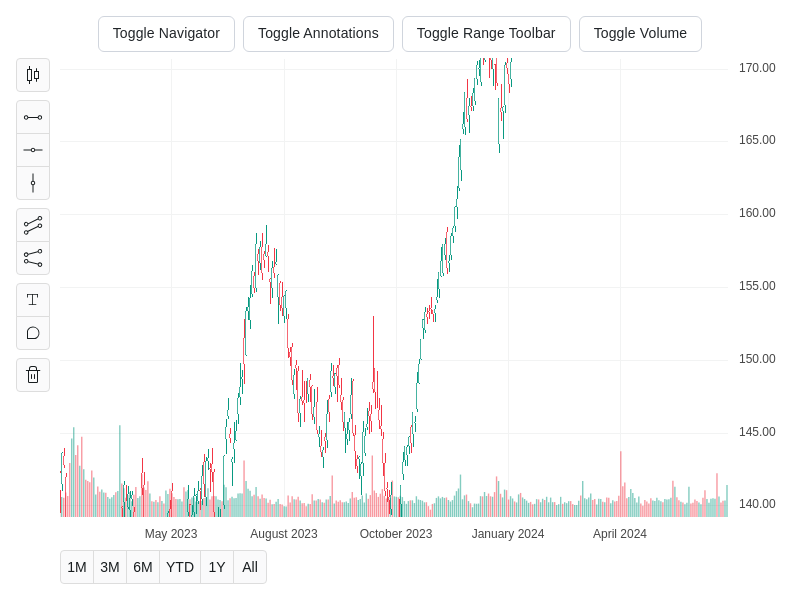 Toggle Navigator Toggle Annotations Toggle Range Toolbar Toggle Volume
170.00
165.00
160.00
155.00
150.00
145.00
140.00
May 2023 August 2023 October 2023 January 2024 April 2024
1M 3M 6M YTD 1Y All